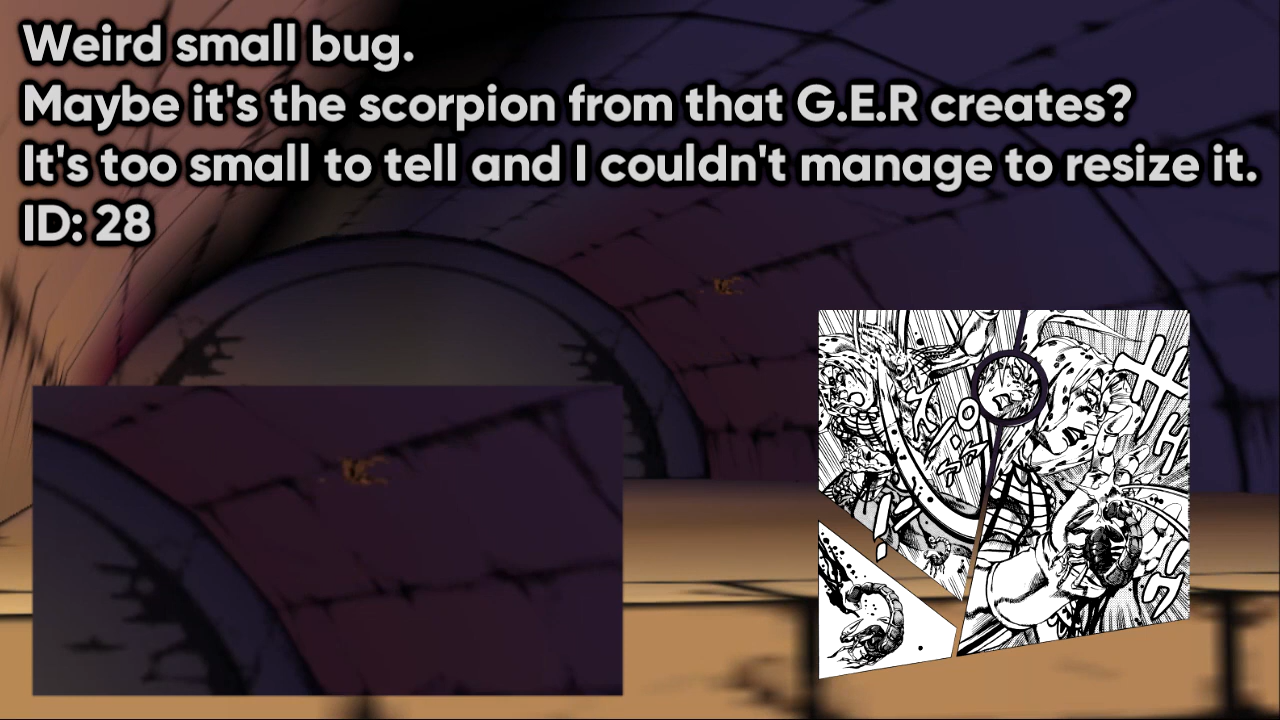 Weird small bug.
Maybe it's the scorpion from that G.E.R creates?
It's too small to tell and I couldn't manage to resize it.
ID: 28